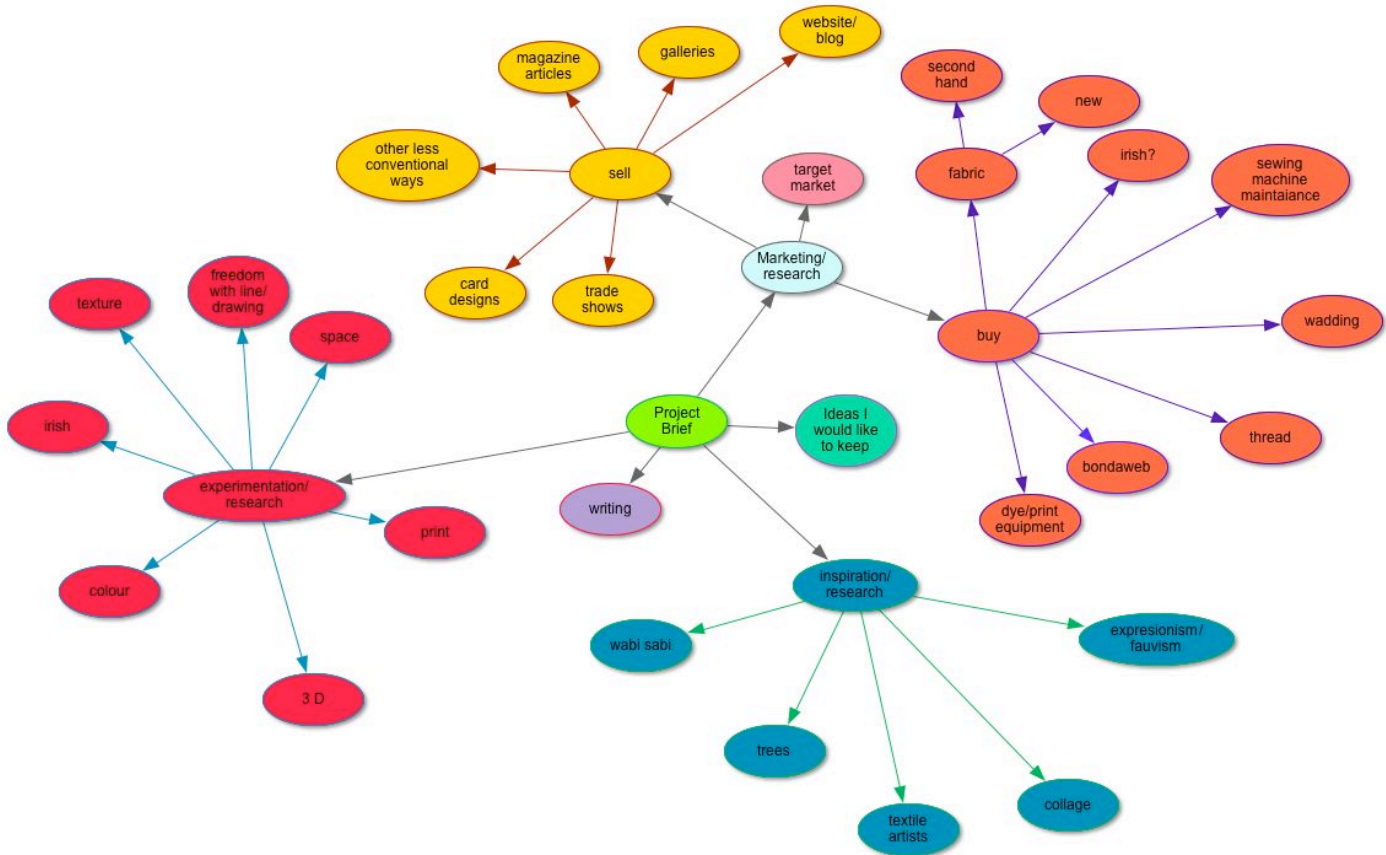 website/
blog
galleries
magazine
articles
other less
conventional
ways
sell
card
designs
trade
shows
target
market
Marketing/
research
second
hand
new
fabric
irish?
sewing
machine
maintaiance
buy
wadding
thread
bondaweb
dye/print
equipment
Project
Brief
Ideas I
would like
to keep
writing
freedom
with line/
drawing
texture
space
irish
experimentation/
research
print
colour
3 D
inspiration/
research
wabi sabi
expresionism/
fauvism
trees
collage
textile
artists